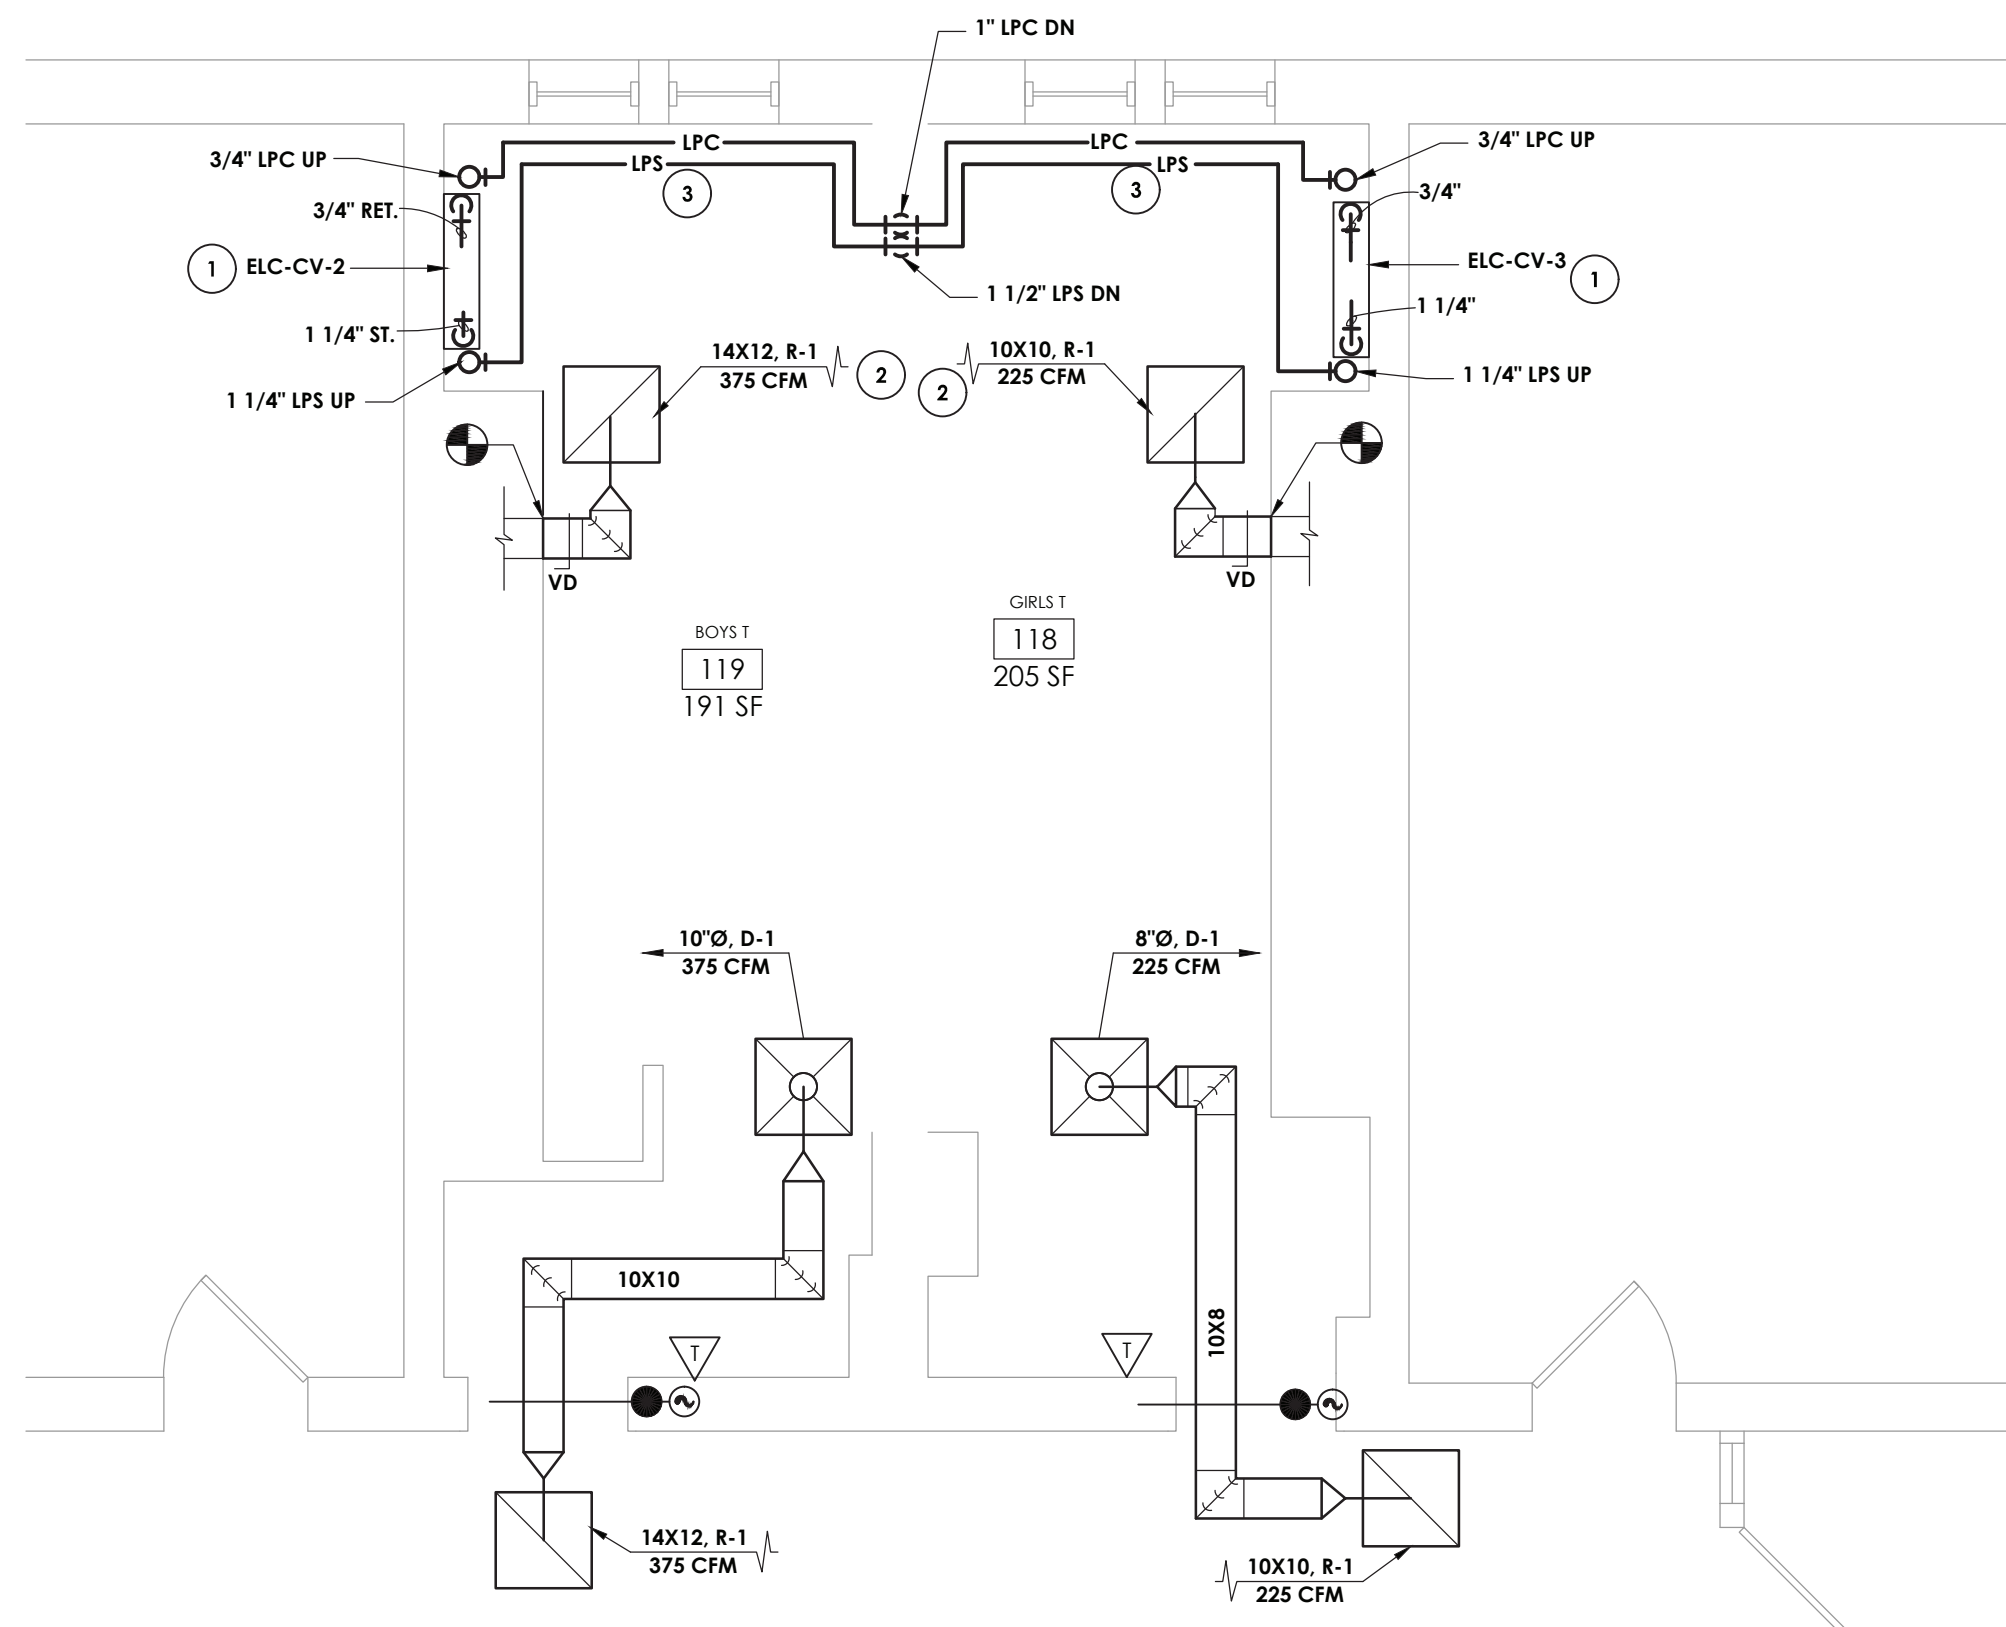 1" LPC DN
3/4" LPC UP
LPC
LPC
3/4" LPC UP
LPS
3
LPS
3
3/4" RET.
3/4"
1
ELC-CV-2
ELC-CV-3
1
1 1/2" LPS DN
1 1/4" ST.
1 1/4"
14X12, R-1
375 CFM
2
10X10, R-1
225 CFM
2
1 1/4" LPS UP
1 1/4" LPS UP
VD
VD
BOYS T
119
191 SF
GIRLS T
118
205 SF
10"Ø, D-1
375 CFM
8"Ø, D-1
225 CFM
10X10
10X8
T
T
14X12, R-1
375 CFM
10X10, R-1
225 CFM